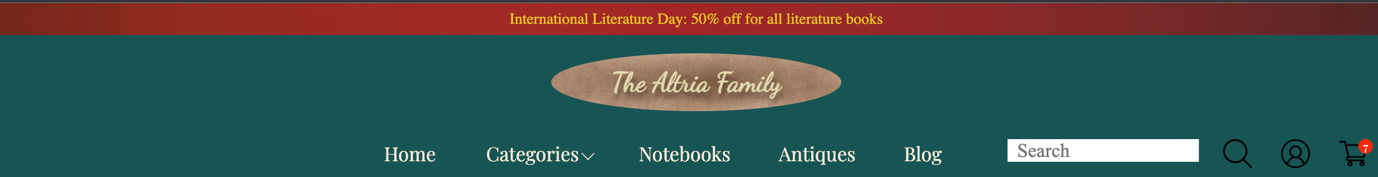 International Literature Day: 50% off for all literature books
The Altria Family
Home Categories Notebooks Antiques Blog Search 7